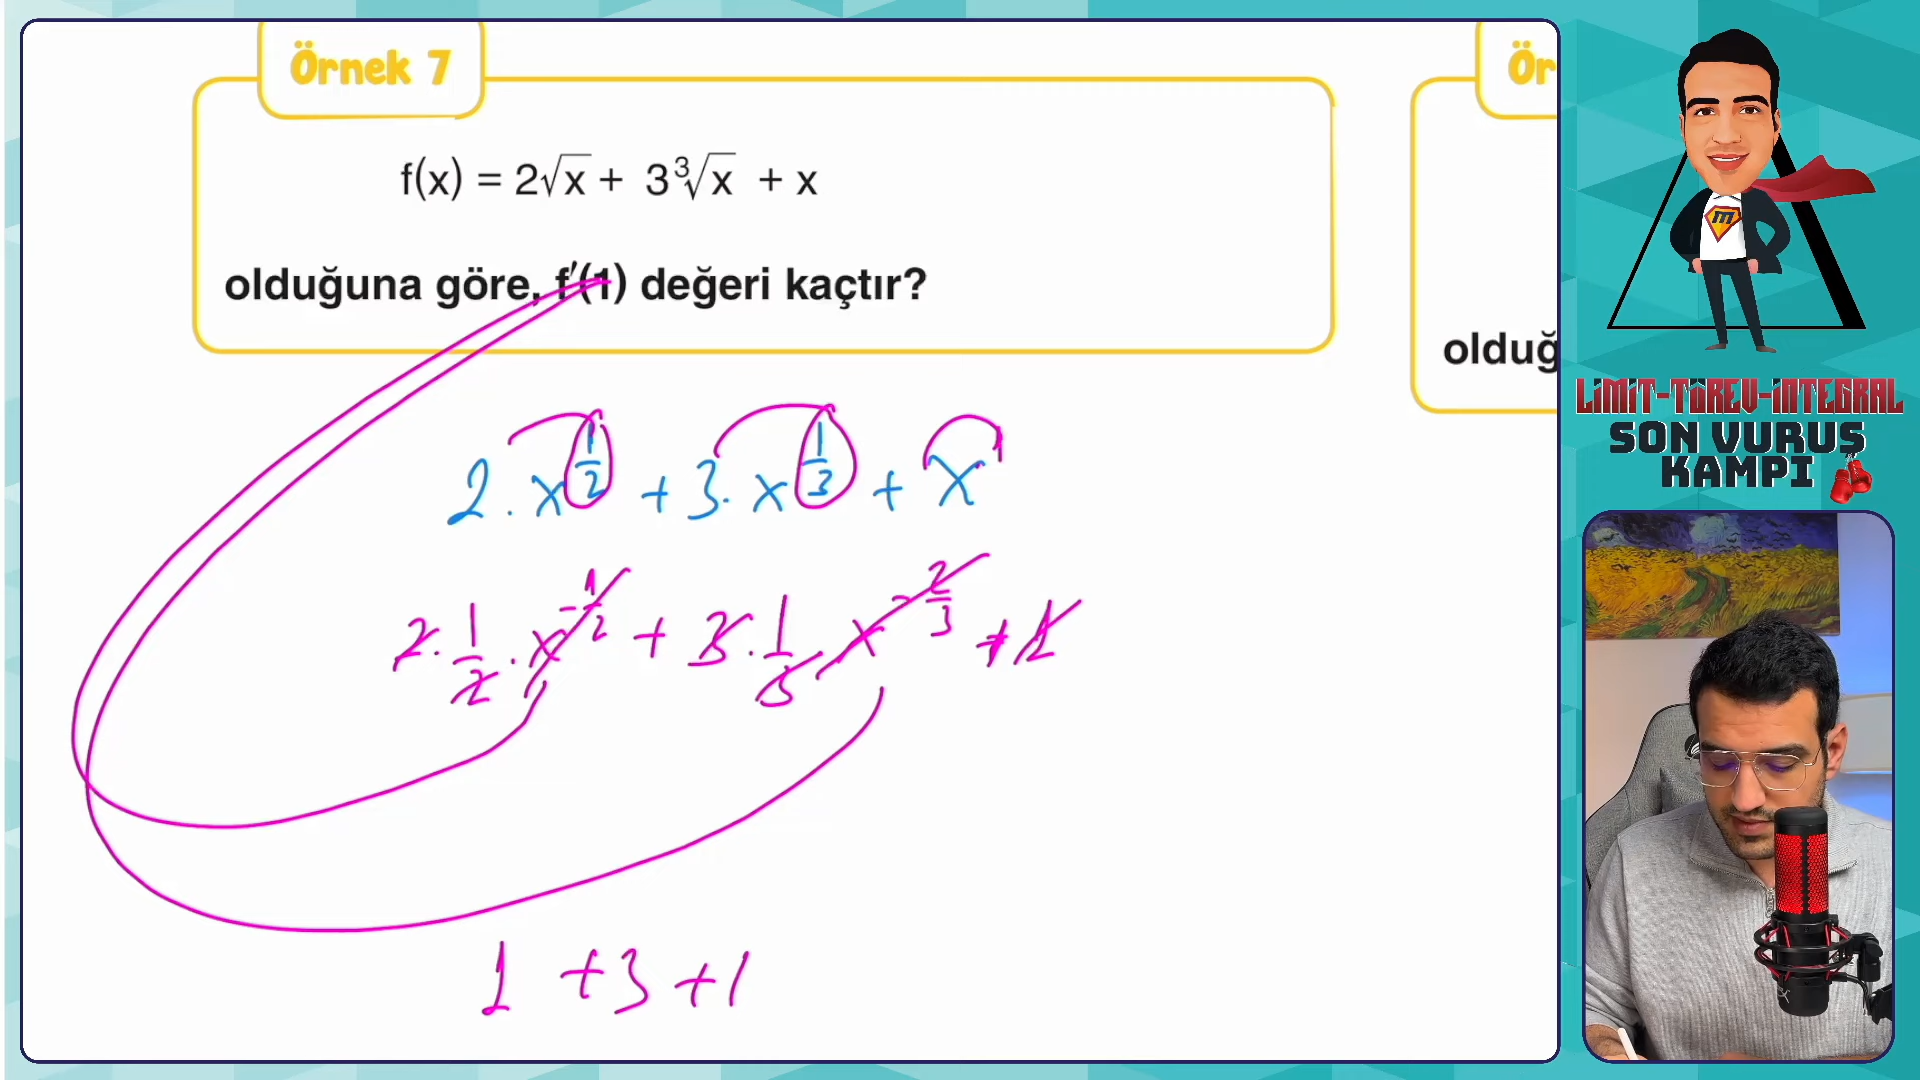 Örnek 7
Ör
f(x) = 2√x + 3∛x + x
olduğuna göre, f′(1) değeri kaçtır?
olduğ
LİMİT-TÜREV-İNTEGRAL
SON VURUŞ
KAMPI
m
2 . x^(1/2) + 3 . x^(1/3) + x^1
2 . 1/2 . x^(-1/2) + 3 . 1/3 . x^(-2/3) + 1
1 + 3 + 1